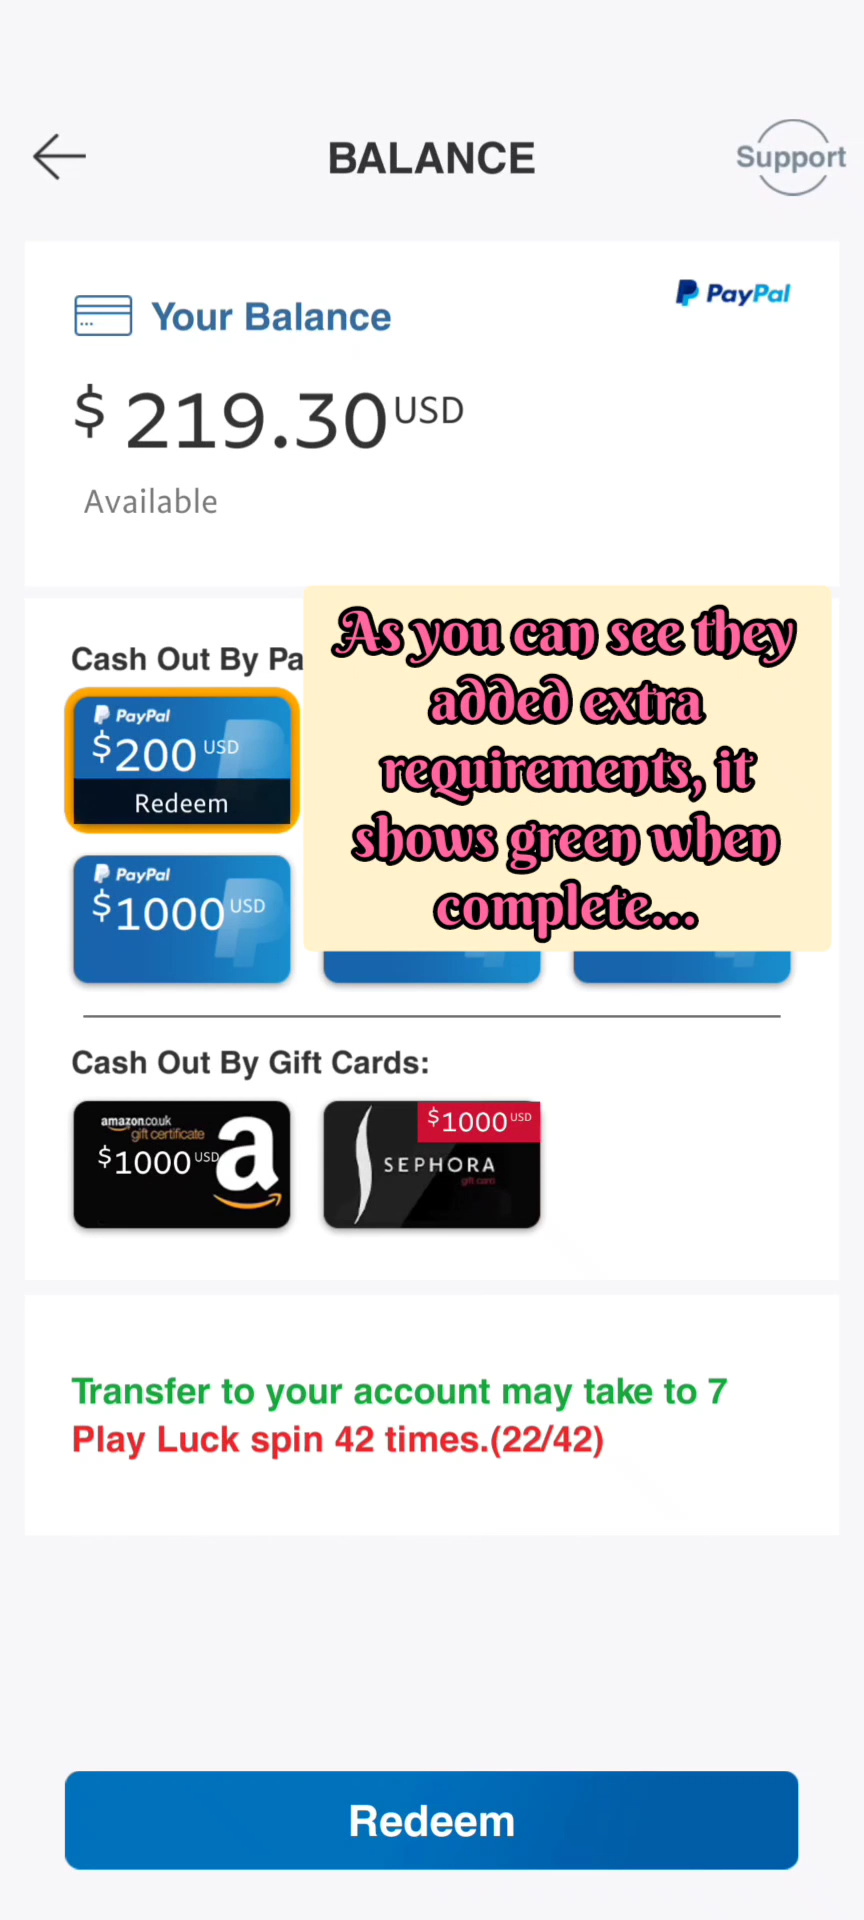 BALANCE
Support
Your Balance
PayPal
$ 219.30 USD
Available
Cash Out By Pa
As you can see they
added extra
requirements, it
shows green when
complete...
PayPal
$200 USD
Redeem
PayPal
$1000 USD
Cash Out By Gift Cards:
amazon.co.uk
gift certificate
$1000 USD
a
$1000 USD
SEPHORA
gift card
Transfer to your account may take to 7
Play Luck spin 42 times.(22/42)
Redeem